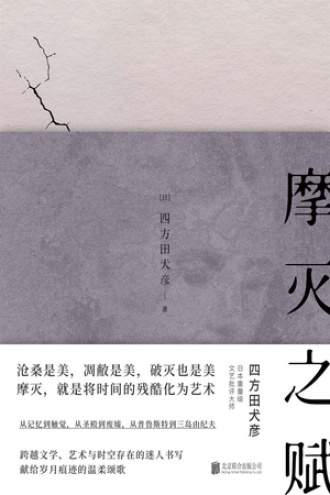 摩灭之赋
[日]
四方田犬彦
著
沧桑是美，凋敝是美，破灭也是美
摩灭，就是将时间的残酷化为艺术
从记忆到触觉，从圣殿到废墟，从普鲁斯特到三岛由纪夫
跨越文学、艺术与时空存在的迷人书写
献给岁月痕迹的温柔颂歌
日本重量级
文艺批评大师
四方田犬彦
北京联合出版公司